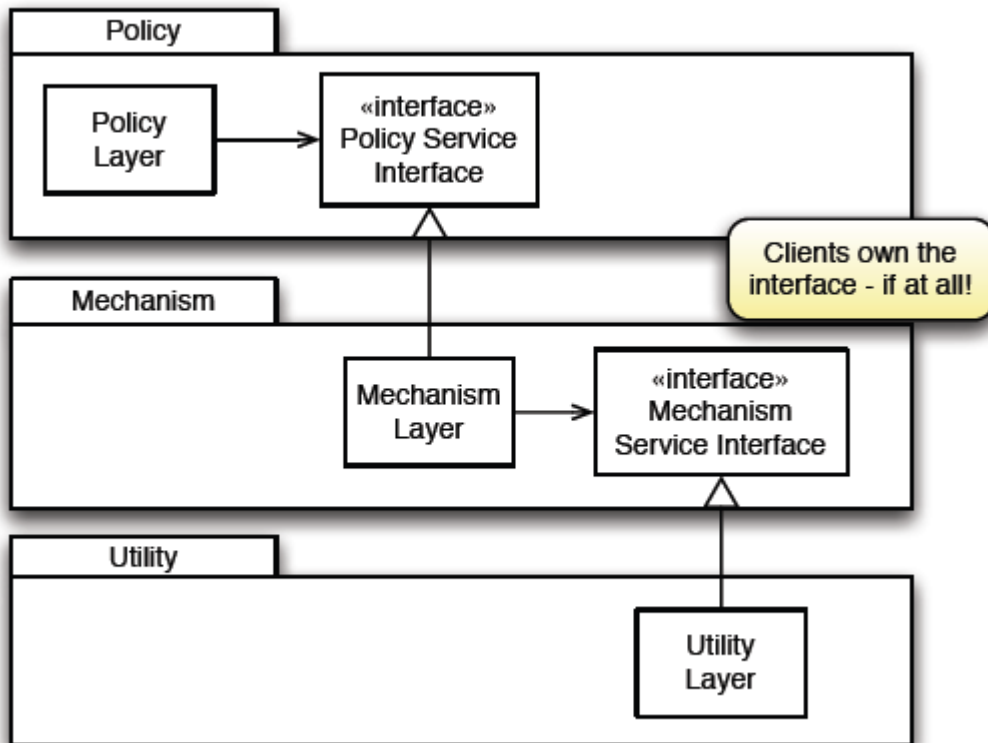 Policy
Policy
Layer
«interface»
Policy Service
Interface
Clients own the
interface - if at all!
Mechanism
Mechanism
Layer
«interface»
Mechanism
Service Interface
Utility
Utility
Layer